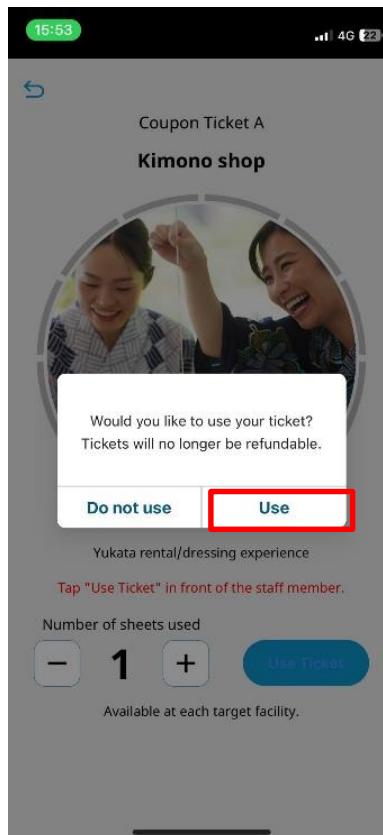 15:53
4G 22
Coupon Ticket A
Kimono shop
Would you like to use your ticket?
Tickets will no longer be refundable.
Do not use
Use
Yukata rental/dressing experience
Tap "Use Ticket" in front of the staff member.
Number of sheets used
− 1 +
Use Ticket
Available at each target facility.